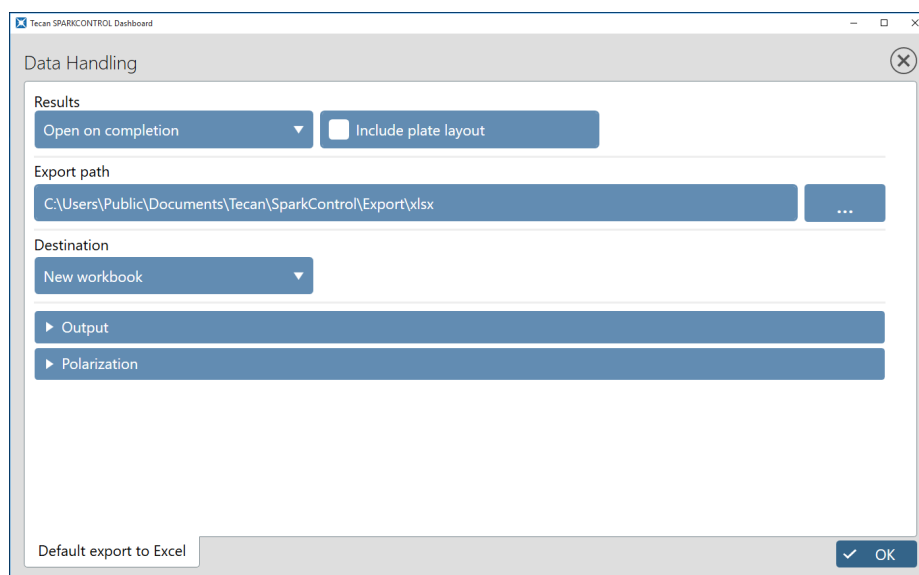 Tecan SPARKCONTROL Dashboard
Data Handling
Results
Open on completion
Include plate layout
Export path
C:\Users\Public\Documents\Tecan\SparkControl\Export\xlsx
...
Destination
New workbook
Output
Polarization
Default export to Excel
OK